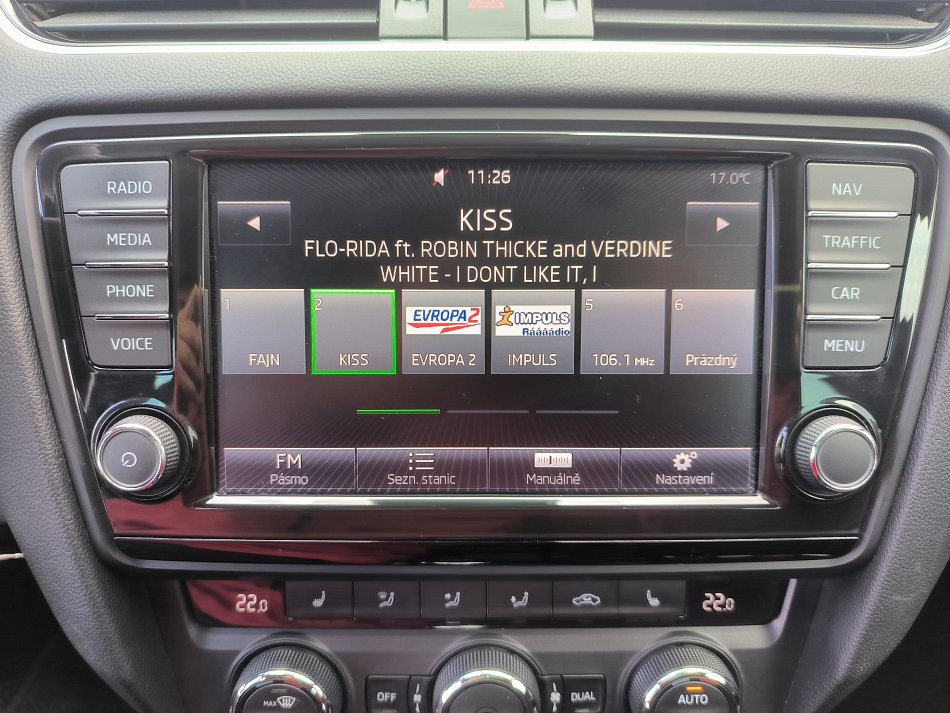 11:26
17.0°C
RADIO
MEDIA
PHONE
VOICE
NAV
TRAFFIC
CAR
MENU
KISS
FLO-RIDA ft. ROBIN THICKE and VERDINE
WHITE - I DONT LIKE IT, I
1
FAJN
2
KISS
EVROPA 2
EVROPA 2
IMPULS
Ráááádio
IMPULS
5
106.1 MHz
6
Prázdný
FM
Pásmo
Sezn. stanic
Manuálně
Nastavení
22.0
22.0
MAX
OFF
DUAL
AUTO